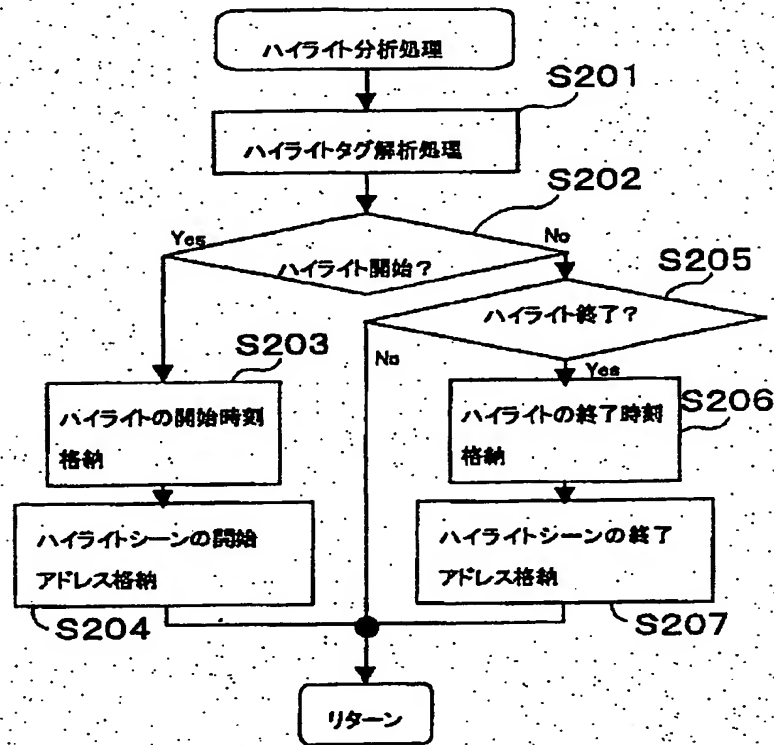 ハイライト分析処理
S201
ハイライトタグ解析処理
S202
Yes
No
ハイライト開始？
S205
ハイライト終了？
S203
No
Yes
ハイライトの開始時刻
格納
S206
ハイライトの終了時刻
格納
ハイライトシーンの開始
アドレス格納
ハイライトシーンの終了
アドレス格納
S204
S207
リターン